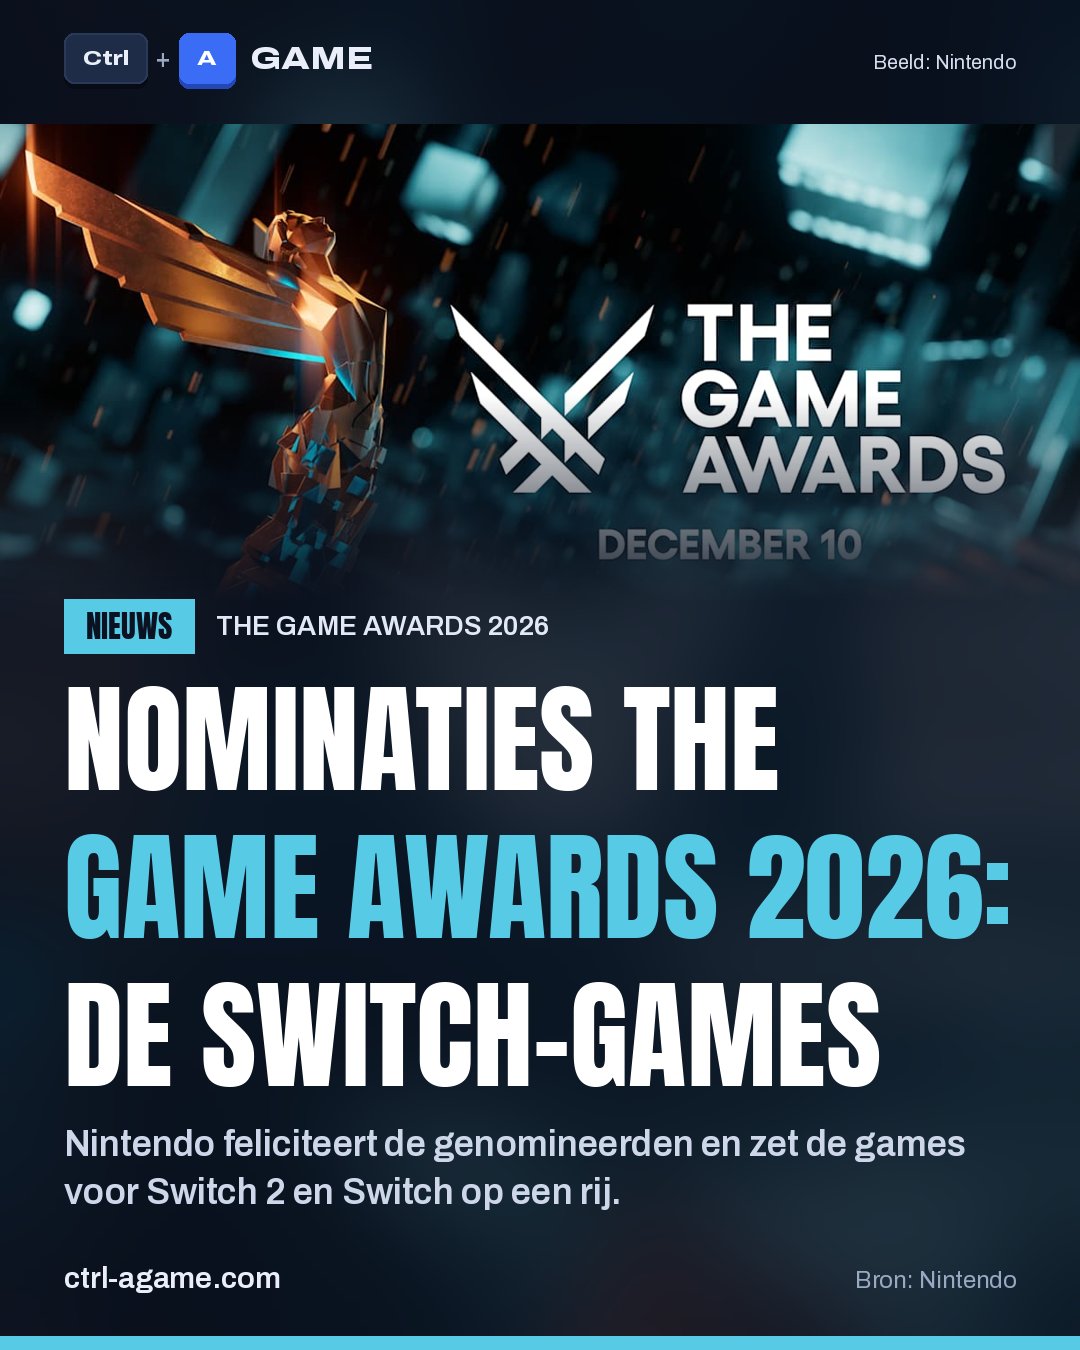 Ctrl + A GAME
Beeld: Nintendo
THE
GAME
AWARDS
DECEMBER 10
NIEUWS THE GAME AWARDS 2026
NOMINATIES THE
GAME AWARDS 2026:
DE SWITCH-GAMES
Nintendo feliciteert de genomineerden en zet de games
voor Switch 2 en Switch op een rij.
ctrl-agame.com
Bron: Nintendo